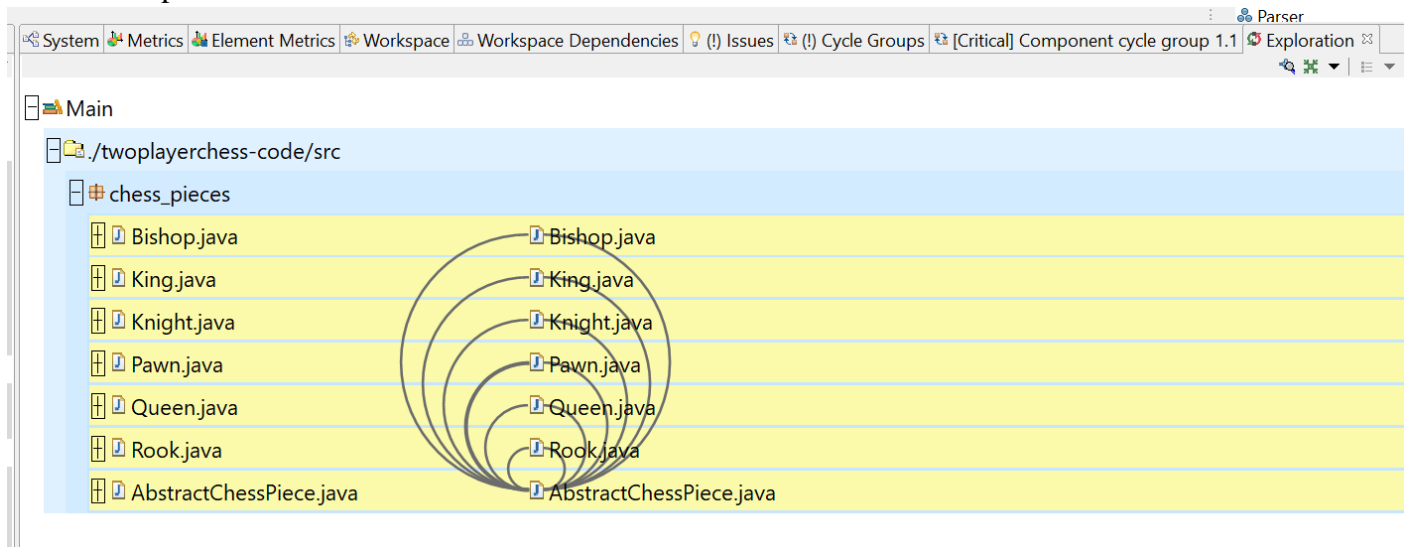 Parser
System Metrics Element Metrics Workspace Workspace Dependencies (!) Issues (!) Cycle Groups [Critical] Component cycle group 1.1 Exploration
Main
./twoplayerchess-code/src
chess_pieces
Bishop.java Bishop.java
King.java King.java
Knight.java Knight.java
Pawn.java Pawn.java
Queen.java Queen.java
Rook.java Rook.java
AbstractChessPiece.java AbstractChessPiece.java